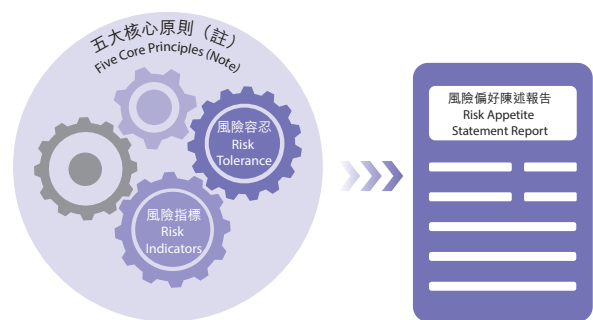 五大核心原則（註）
Five Core Principles (Note)
風險容忍
Risk
Tolerance
風險指標
Risk
Indicators
風險偏好陳述報告
Risk Appetite
Statement Report